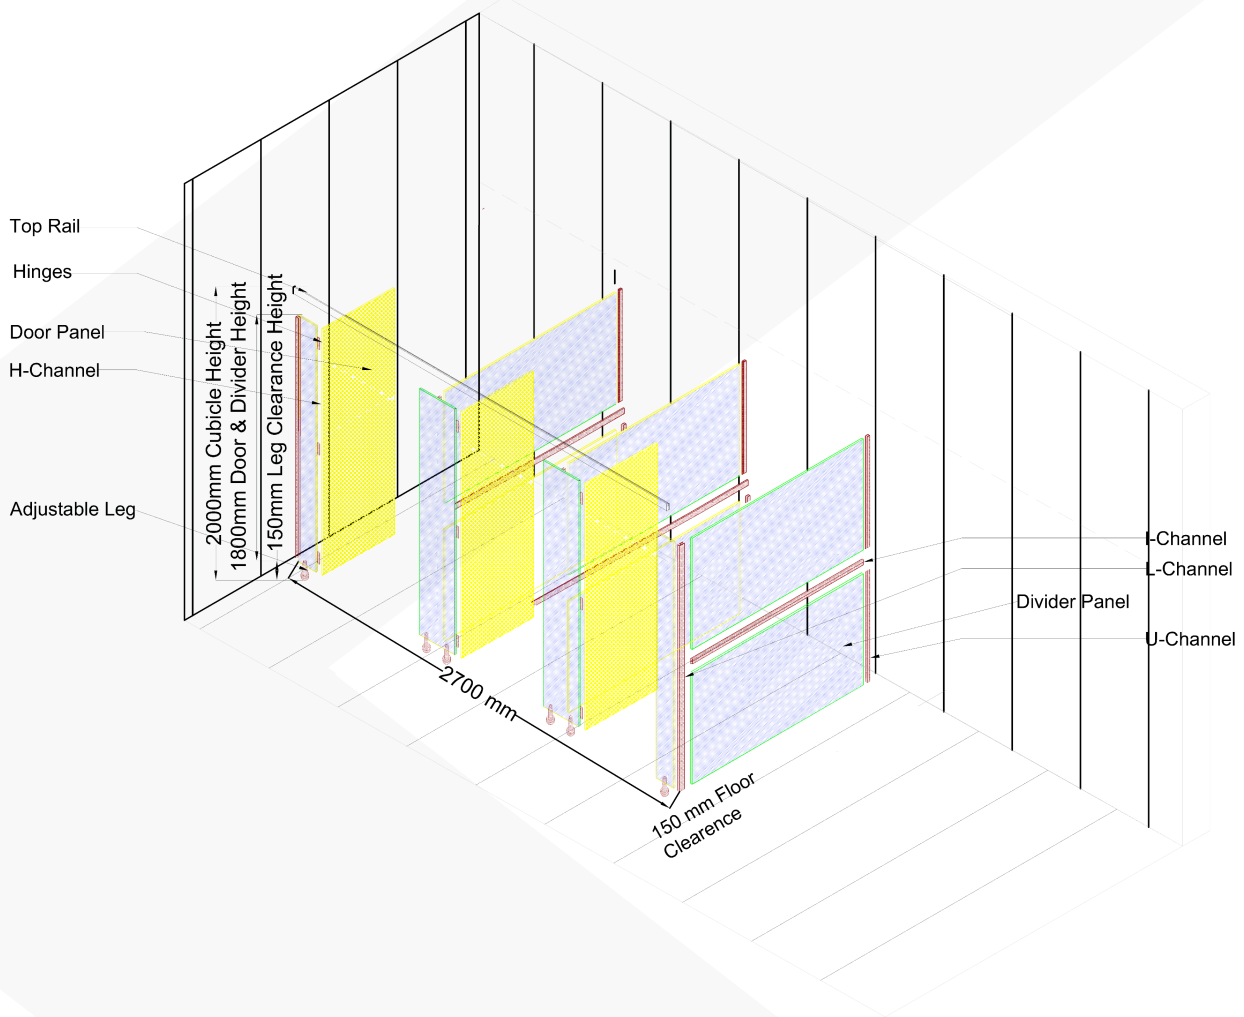 Top Rail
Hinges
Door Panel
H-Channel
Adjustable Leg
2000mm Cubicle Height
1800mm Door & Divider Height
150mm Leg Clearance Height
2700 mm
150 mm Floor
Clearence
I-Channel
L-Channel
Divider Panel
U-Channel